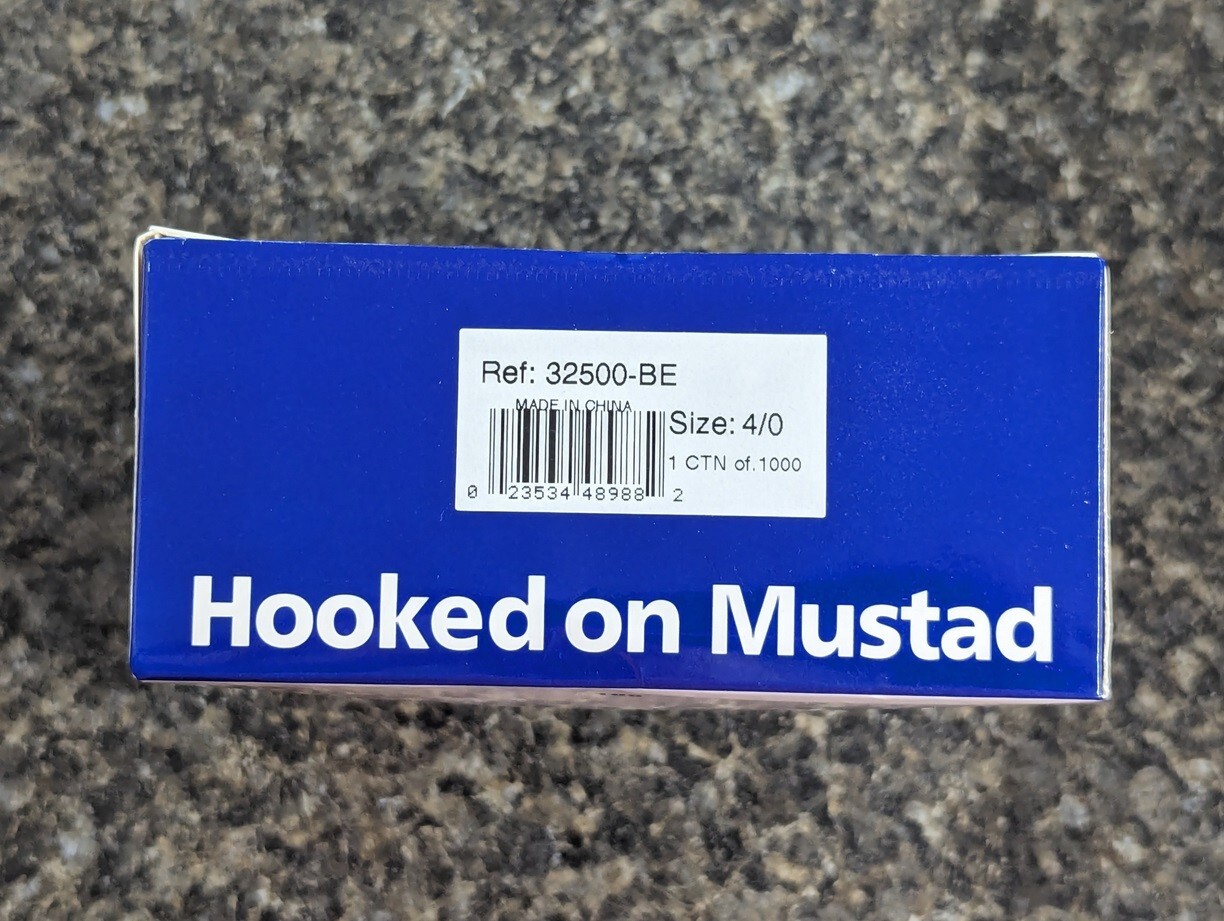 Ref: 32500-BE
MADE IN CHINA
Size: 4/0
1 CTN of.1000
0 23534 48988 2
Hooked on Mustad